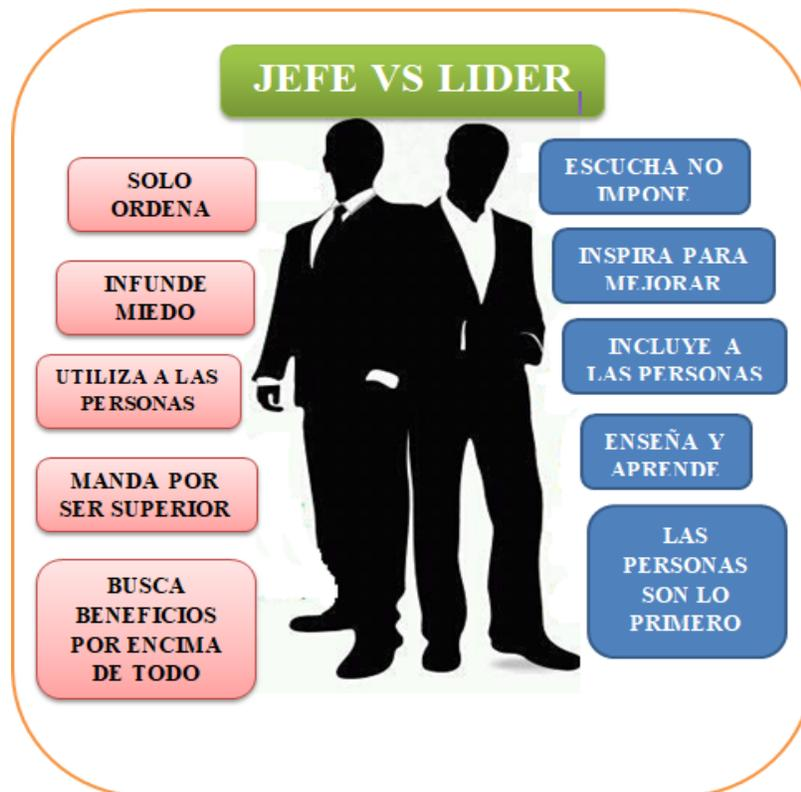 JEFE VS LIDER
SOLO
ORDENA
INFUNDE
MIEDO
UTILIZA A LAS
PERSONAS
MANDA POR
SER SUPERIOR
BUSCA
BENEFICIOS
POR ENCIMA
DE TODO
ESCUCHA NO
IMPONE
INSPIRA PARA
MEJORAR
INCLUYE A
LAS PERSONAS
ENSEÑA Y
APRENDE
LAS
PERSONAS
SON LO
PRIMERO